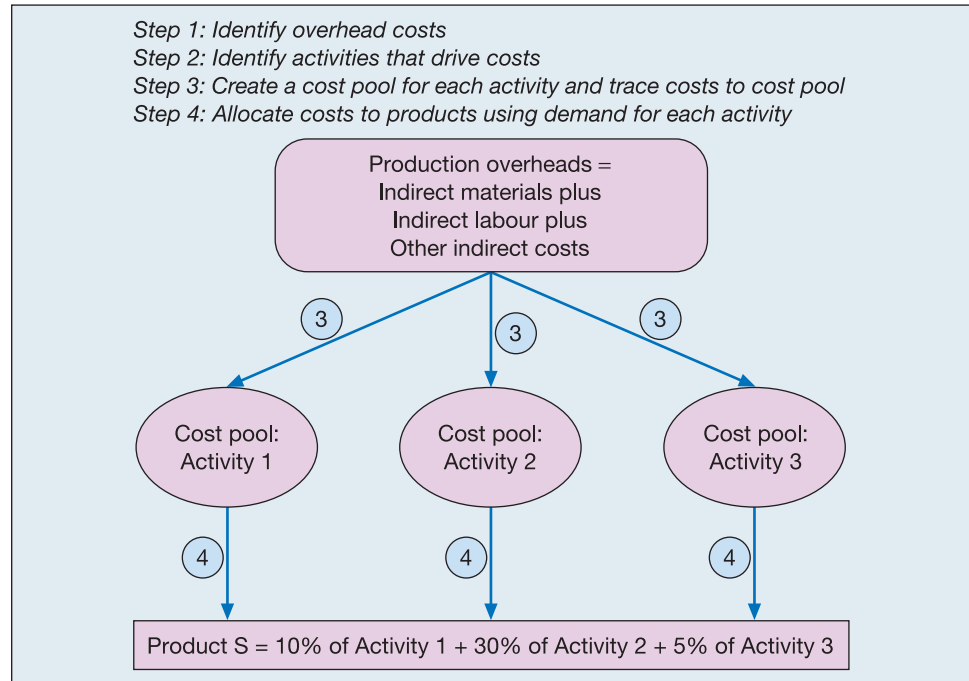 Step 1: Identify overhead costs
Step 2: Identify activities that drive costs
Step 3: Create a cost pool for each activity and trace costs to cost pool
Step 4: Allocate costs to products using demand for each activity
Production overheads =
Indirect materials plus
Indirect labour plus
Other indirect costs
3
3
3
Cost pool:
Activity 1
Cost pool:
Activity 2
Cost pool:
Activity 3
4
4
4
Product S = 10% of Activity 1 + 30% of Activity 2 + 5% of Activity 3